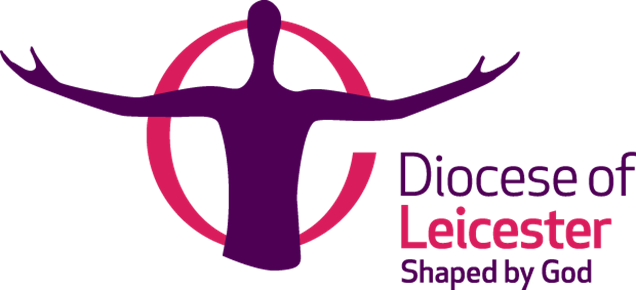 Diocese of
Leicester
Shaped by God